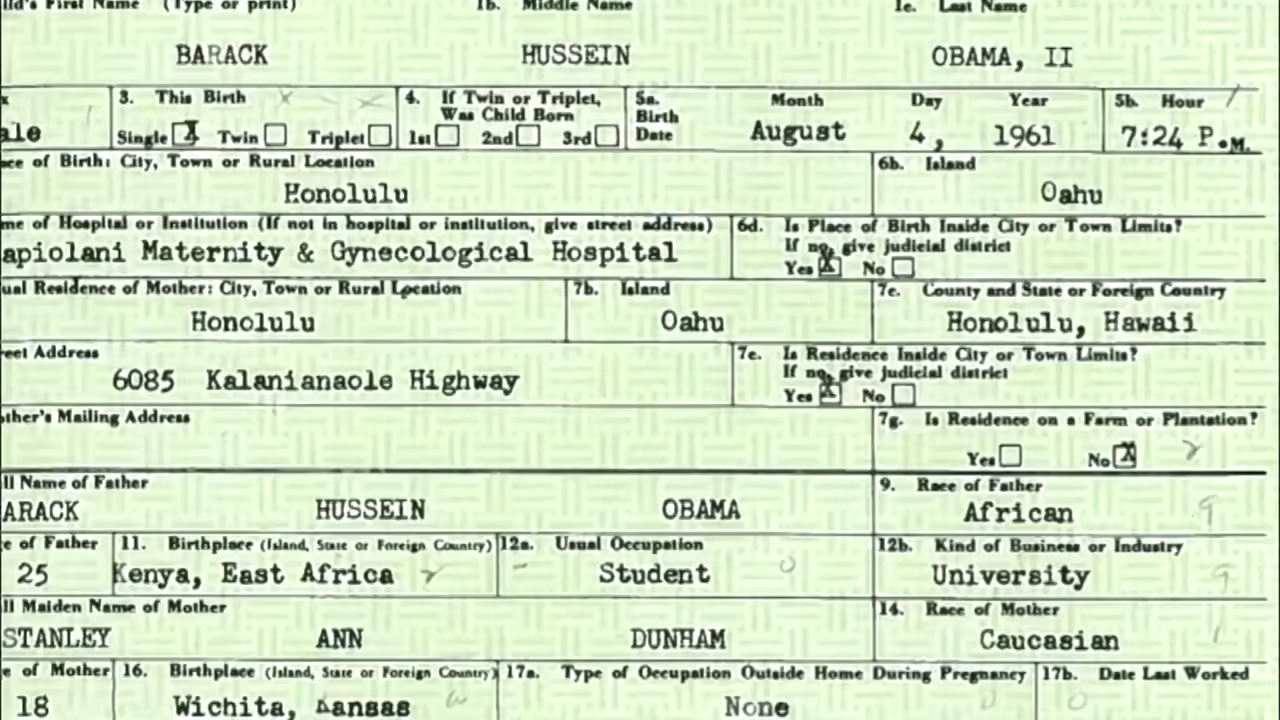 ild's First Name (Type or print) 1b. Middle Name 1c. Last Name
BARACK HUSSEIN OBAMA, II
x 3. This Birth 4. If Twin or Triplet, Was Child Born 5a. Birth Date Month Day Year 5b. Hour
ale Single X Twin Triplet 1st 2nd 3rd August 4, 1961 7:24 P.M.
ce of Birth: City, Town or Rural Location 6b. Island
Honolulu Oahu
me of Hospital or Institution (If not in hospital or institution, give street address) 6d. Is Place of Birth Inside City or Town Limits?
If no, give judicial district
apiolani Maternity & Gynecological Hospital Yes X No
ual Residence of Mother: City, Town or Rural Location 7b. Island 7c. County and State or Foreign Country
Honolulu Oahu Honolulu, Hawaii
reet Address 7e. Is Residence Inside City or Town Limits?
If no, give judicial district
6085 Kalanianaole Highway Yes X No
other's Mailing Address 7g. Is Residence on a Farm or Plantation?
Yes No X
ll Name of Father 9. Race of Father
ARACK HUSSEIN OBAMA African
e of Father 11. Birthplace (Island, State or Foreign Country) 12a. Usual Occupation 12b. Kind of Business or Industry
25 Kenya, East Africa Student University
ll Maiden Name of Mother 14. Race of Mother
STANLEY ANN DUNHAM Caucasian
e of Mother 16. Birthplace (Island, State or Foreign Country) 17a. Type of Occupation Outside Home During Pregnancy 17b. Date Last Worked
18 Wichita, Kansas None